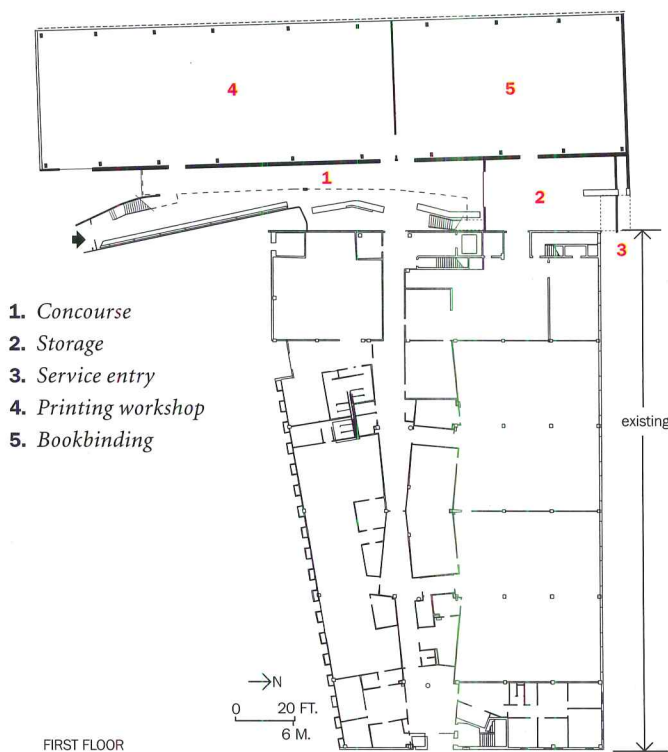 4
5
1
2
3
1. Concourse
2. Storage
3. Service entry
4. Printing workshop
5. Bookbinding
existing
N
0 20 FT.
6 M.
FIRST FLOOR